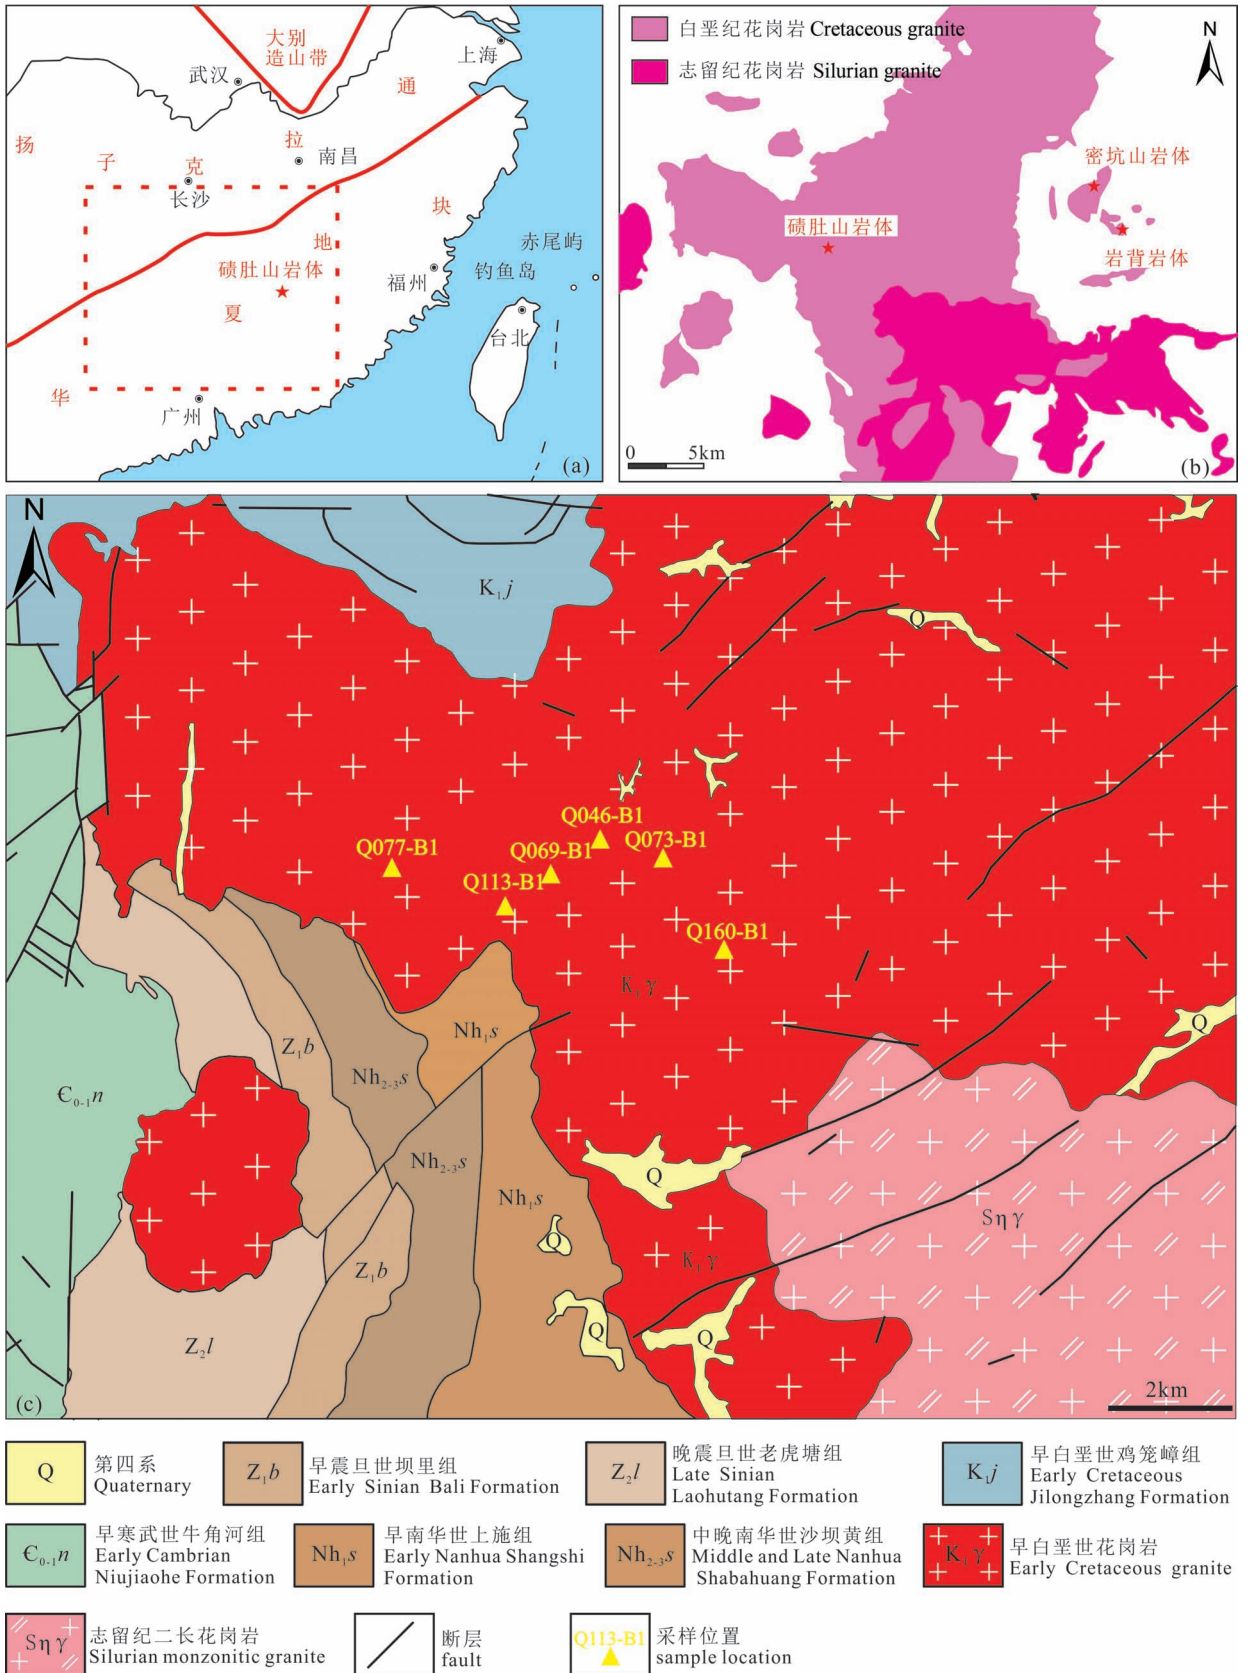 大别
造山带
上海
武汉
通
扬
子
克
拉
南昌
长沙
块
地
赤尾屿
碛肚山岩体
钓鱼岛
福州
夏
台北
华
广州
(a)
白垩纪花岗岩 Cretaceous granite
志留纪花岗岩 Silurian granite
N
密坑山岩体
碛肚山岩体
岩背岩体
0 5km
(b)
N
K₁j
Q
Q046-B1
Q077-B1
Q069-B1
Q073-B1
Q113-B1
Q160-B1
K₁γ
Q
Nh₁s
Z₁b
Nh₂₋₃s
Є₀₋₁n
Nh₂₋₃s
Q
Nh₁s
Sηγ
Q
K₁γ
Z₁b
Q
Q
Z₂l
2km
(c)
Q
第四系
Quaternary
Z₁b
早震旦世坝里组
Early Sinian Bali Formation
Z₂l
晚震旦世老虎塘组
Late Sinian
Laohutang Formation
K₁j
早白垩世鸡笼嶂组
Early Cretaceous
Jilongzhang Formation
Є₀₋₁n
早寒武世牛角河组
Early Cambrian
Niujiaohe Formation
Nh₁s
早南华世上施组
Early Nanhua Shangshi
Formation
Nh₂₋₃s
中晚南华世沙坝黄组
Middle and Late Nanhua
Shabahuang Formation
K₁γ
早白垩世花岗岩
Early Cretaceous granite
Sηγ
志留纪二长花岗岩
Silurian monzonitic granite
断层
fault
Q113-B1
采样位置
sample location